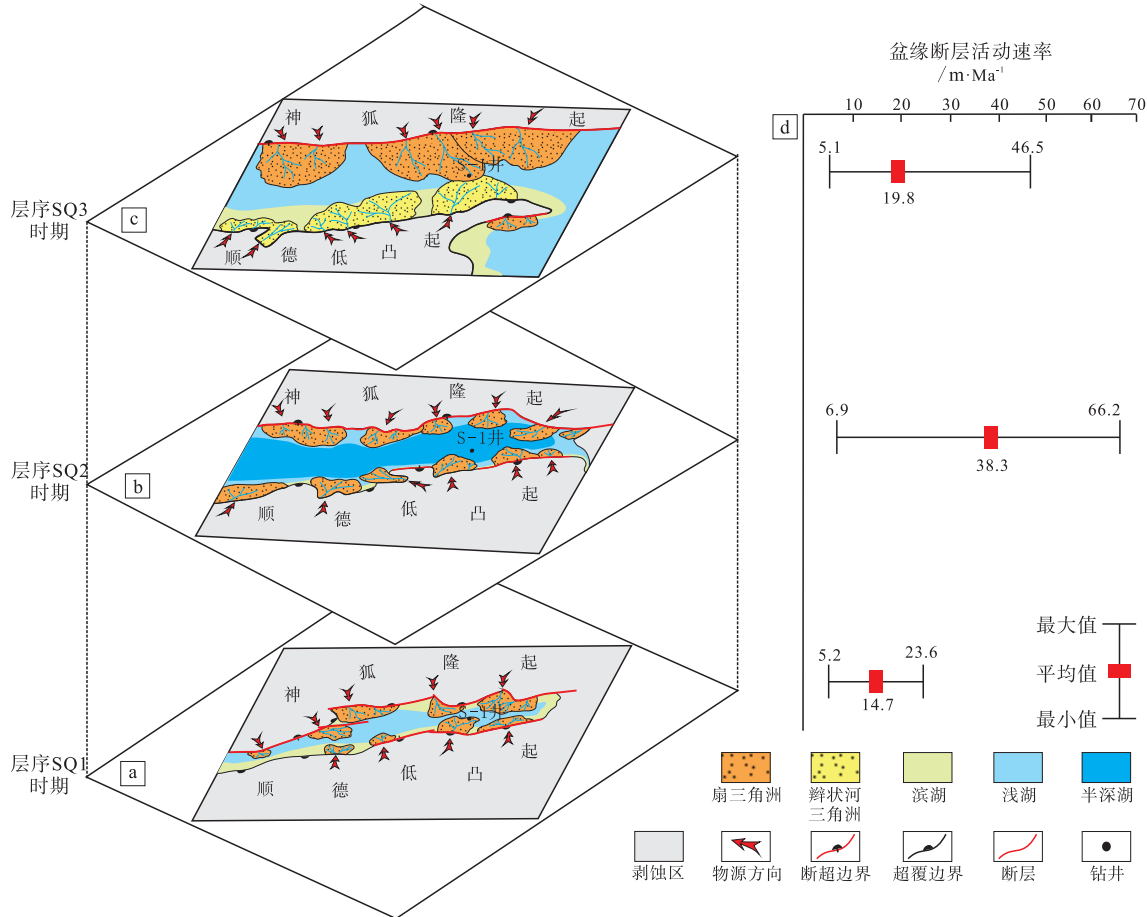 盆缘断层活动速率
/m·Ma⁻¹
10 20 30 40 50 60 70
d
5.1 46.5
19.8
神 狐 隆 起
S-1井
层序SQ3
时期
c
顺 德 低 凸 起
6.9 66.2
38.3
神 狐 隆 起
S-1井
层序SQ2
时期
b
顺 德 低 凸 起
5.2 23.6
14.7
最大值
平均值
最小值
神 狐 隆 起
S-1井
层序SQ1
时期
a
顺 德 低 凸 起
扇三角洲 辫状河 滨湖 浅湖 半深湖
三角洲
剥蚀区 物源方向 断超边界 超覆边界 断层 钻井